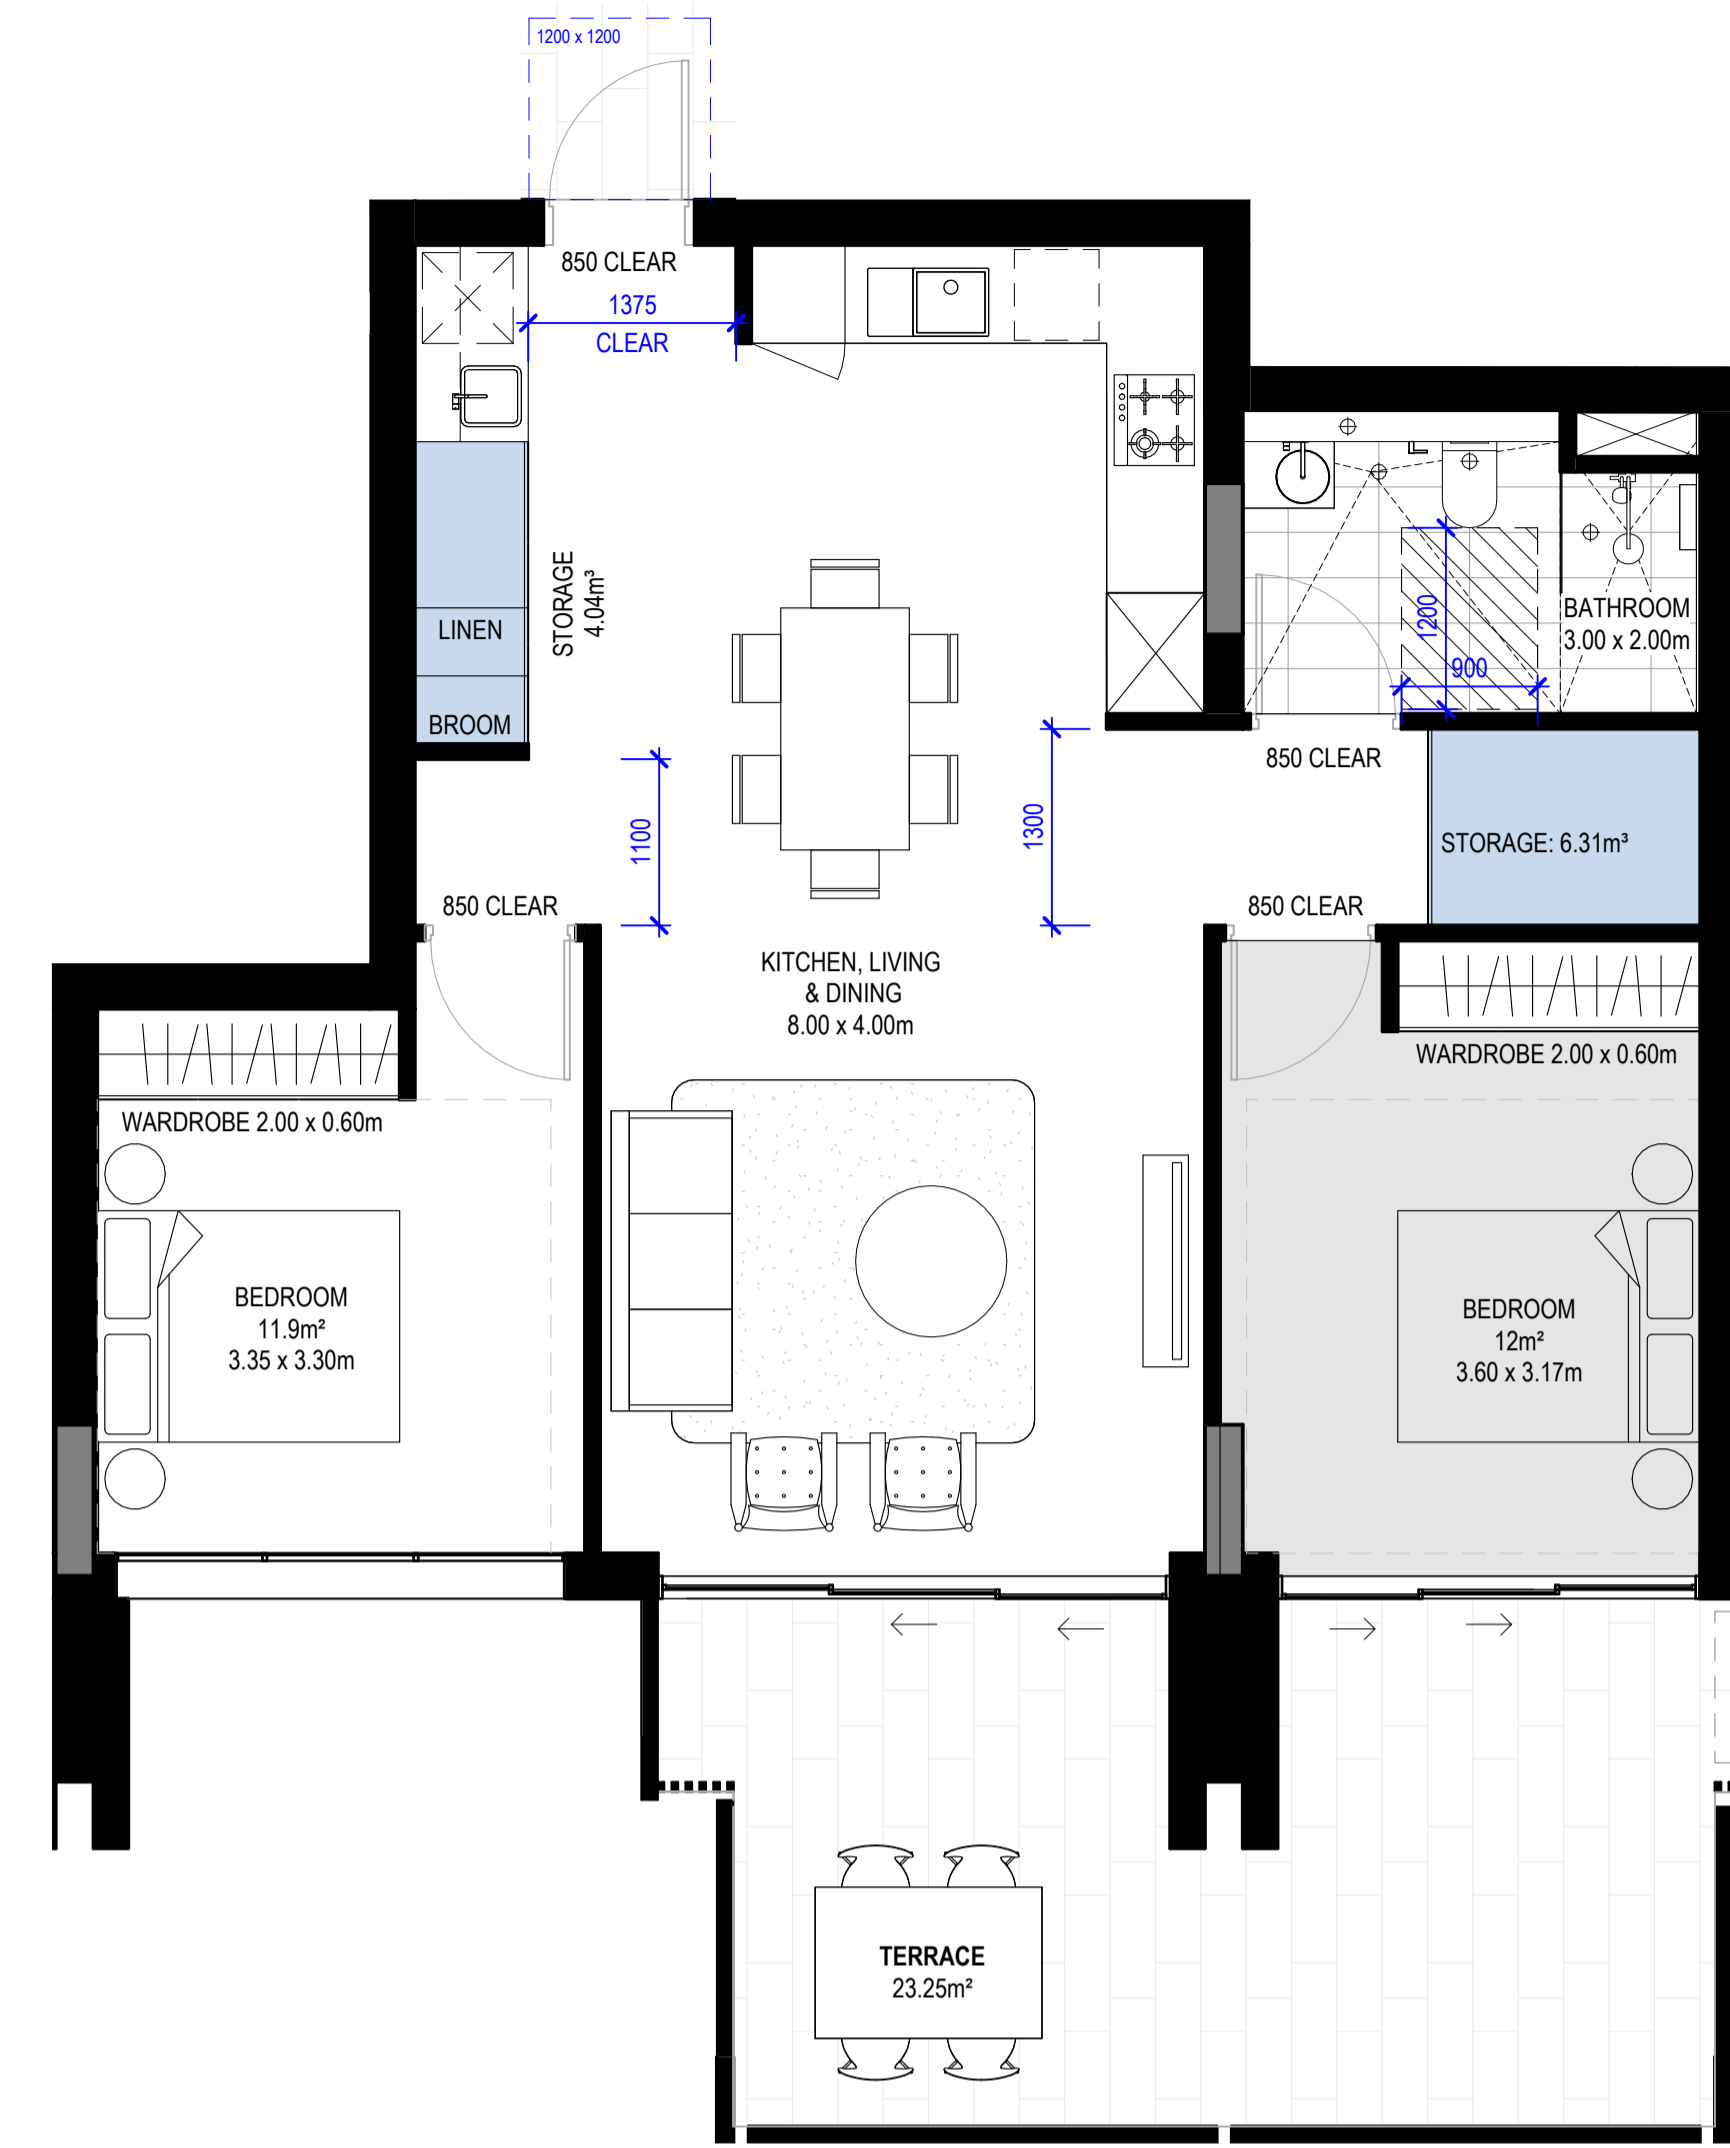 1200 x 1200
850 CLEAR
1375
CLEAR
STORAGE
4.04m³
LINEN
BROOM
1200
900
BATHROOM
3.00 x 2.00m
850 CLEAR
1100
1300
STORAGE: 6.31m³
850 CLEAR
850 CLEAR
KITCHEN, LIVING
& DINING
8.00 x 4.00m
WARDROBE 2.00 x 0.60m
WARDROBE 2.00 x 0.60m
BEDROOM
11.9m²
3.35 x 3.30m
BEDROOM
12m²
3.60 x 3.17m
TERRACE
23.25m²